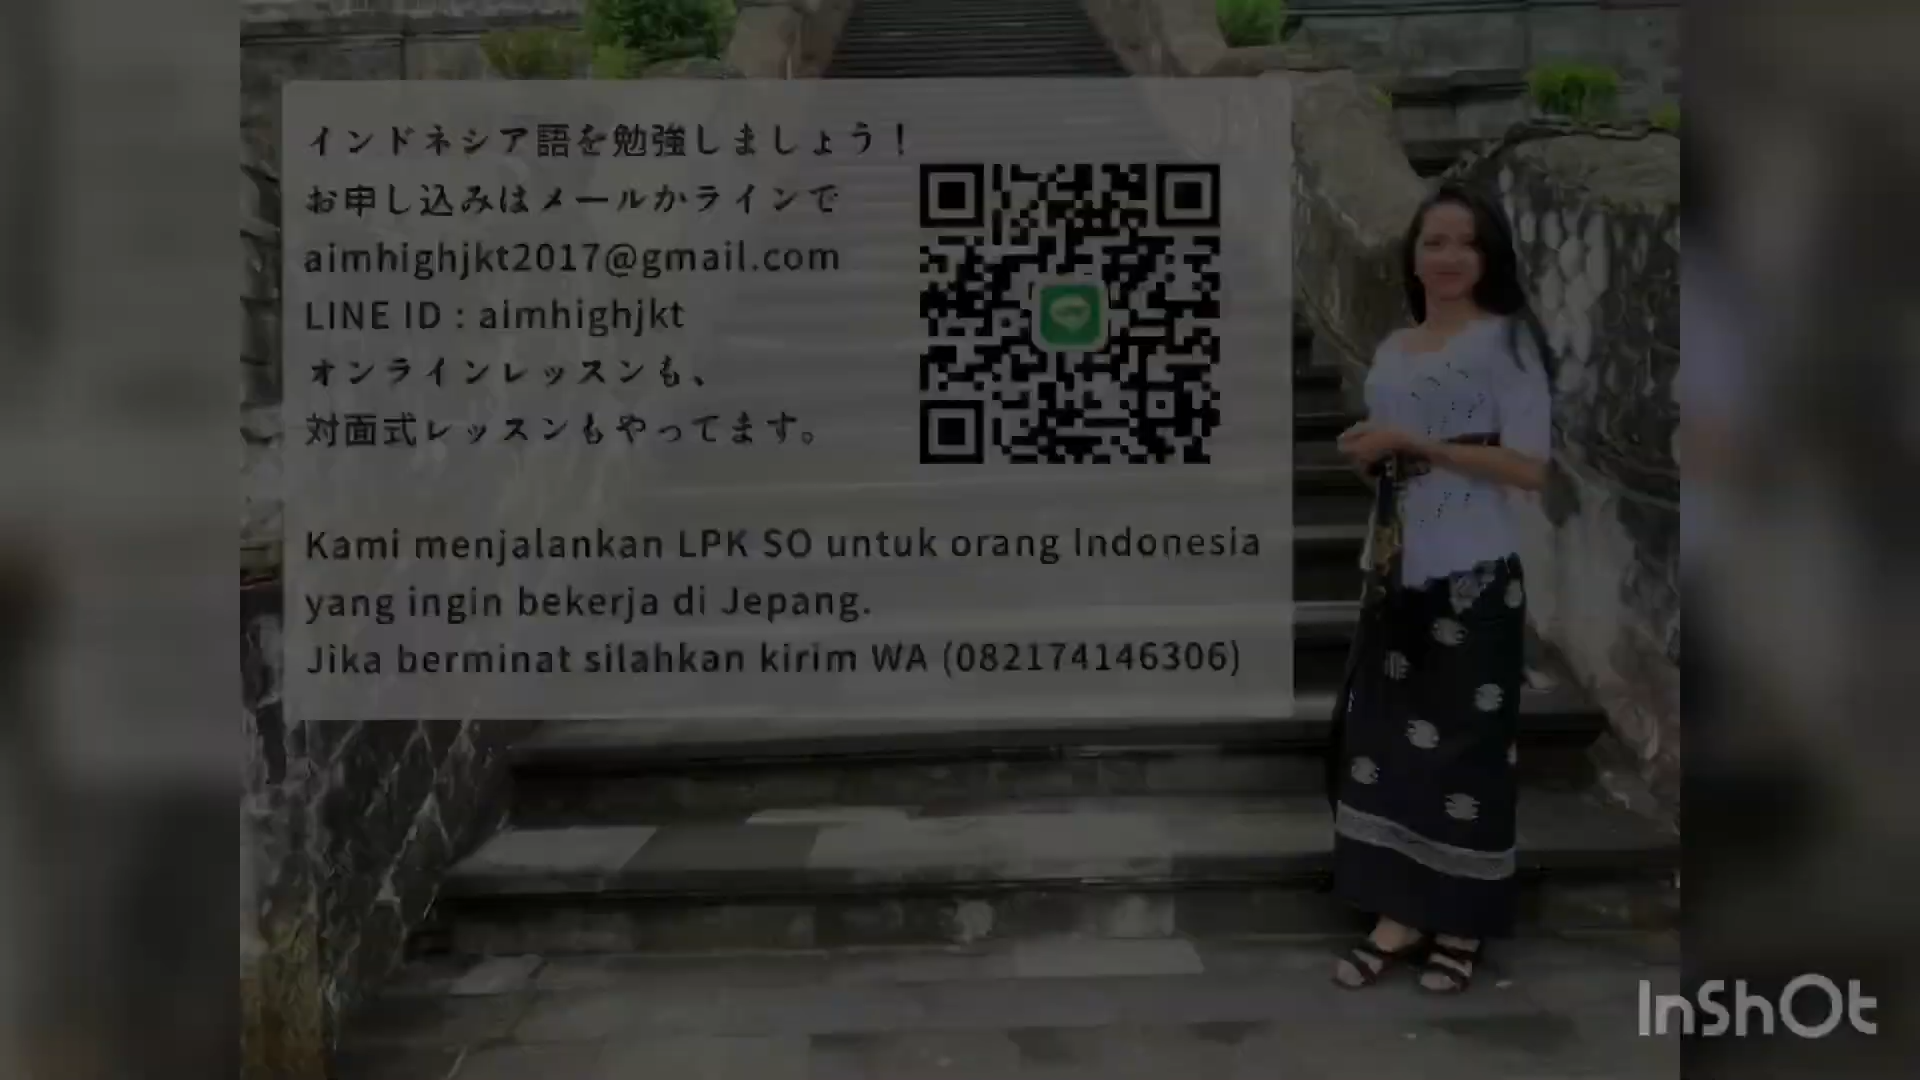 インドネシア語を勉強しましょう！
お申し込みはメールかラインで
aimhighjkt2017@gmail.com
LINE ID : aimhighjkt
オンラインレッスンも、
対面式レッスンもやってます。
Kami menjalankan LPK SO untuk orang Indonesia
yang ingin bekerja di Jepang.
Jika berminat silahkan kirim WA (082174146306)
InShOt